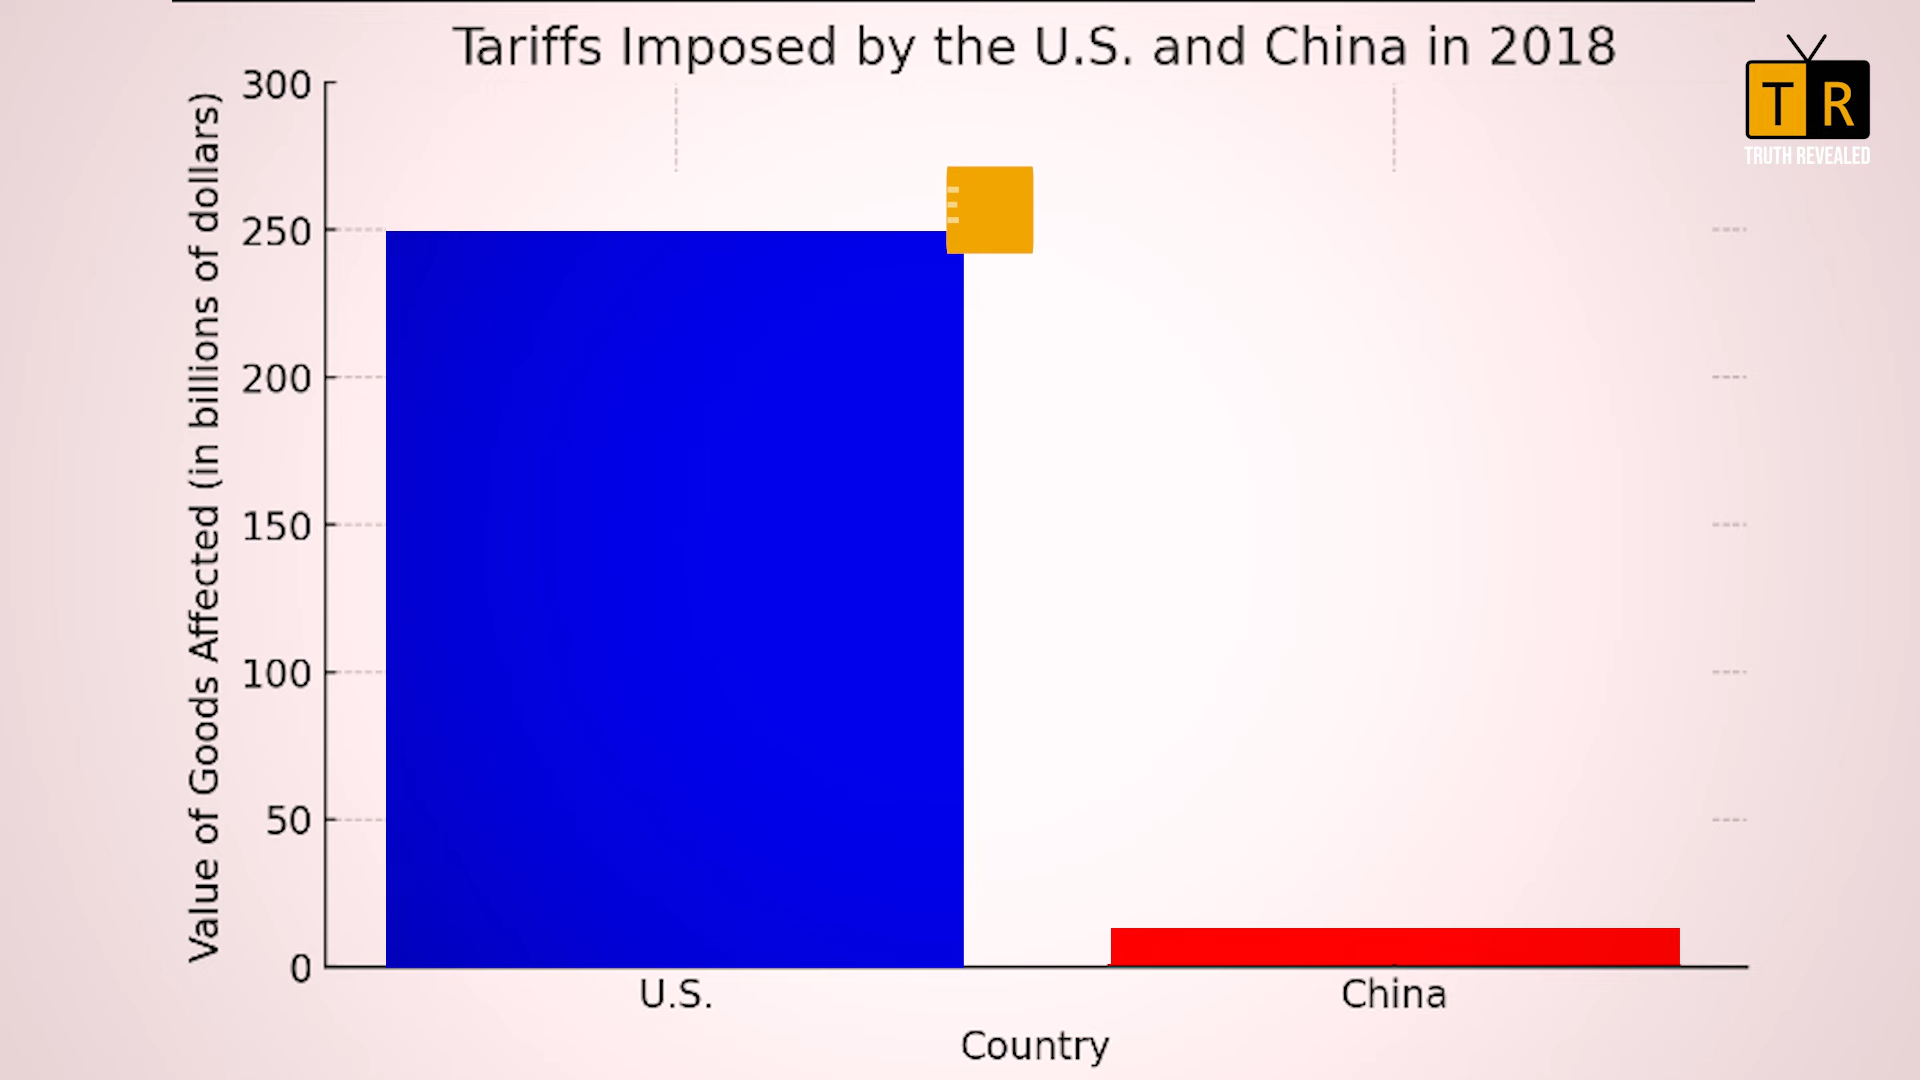 Tariffs Imposed by the U.S. and China in 2018
T R
TRUTH REVEALED
Value of Goods Affected (in billions of dollars)
300
250
200
150
100
50
0
U.S.
China
Country